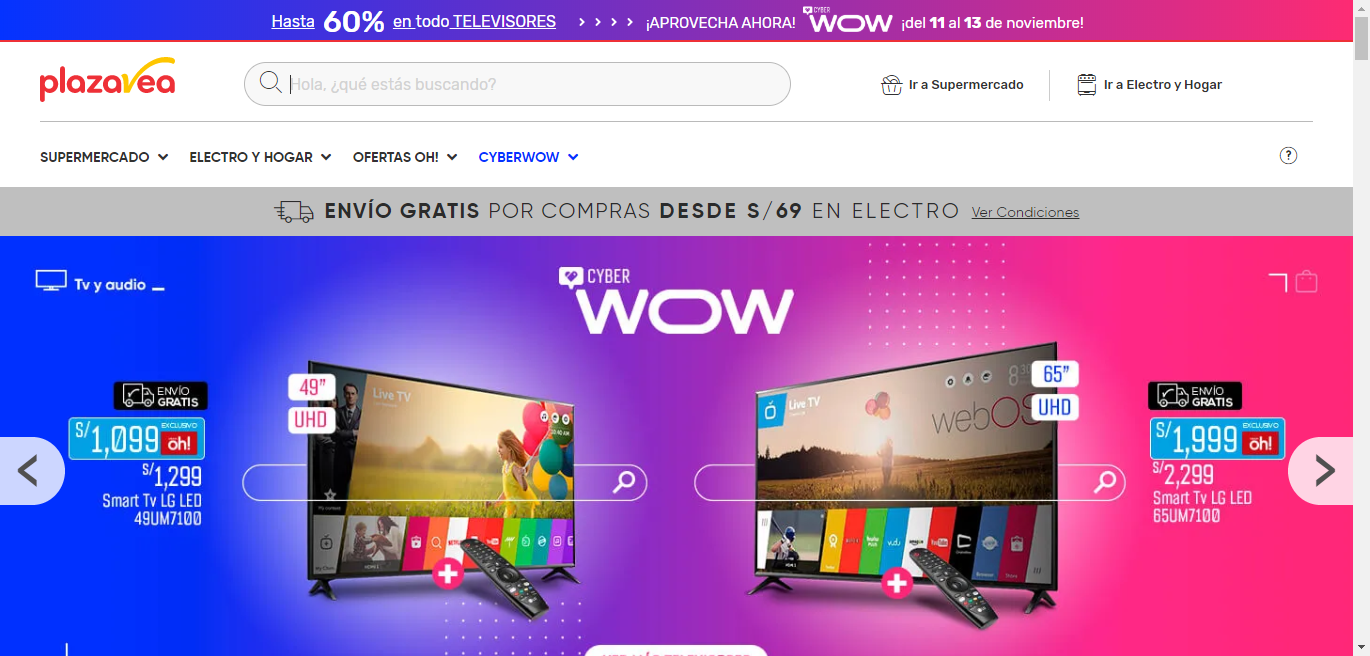 Hasta 60% en todo TELEVISORES > > > > ¡APROVECHA AHORA! CYBER WOW ¡del 11 al 13 de noviembre!
plazavea
Hola, ¿qué estás buscando?
Ir a Supermercado
Ir a Electro y Hogar
SUPERMERCADO
ELECTRO Y HOGAR
OFERTAS OH!
CYBERWOW
?
ENVÍO GRATIS POR COMPRAS DESDE S/69 EN ELECTRO Ver Condiciones
Tv y audio
CYBER
WOW
ENVÍO
GRATIS
S/1,099 EXCLUSIVO oh!
S/1,299
Smart Tv LG LED
49UM7100
49”
UHD
Live TV
65”
UHD
Live TV
webOS
ENVÍO
GRATIS
S/1,999 EXCLUSIVO oh!
S/2,299
Smart Tv LG LED
65UM7100